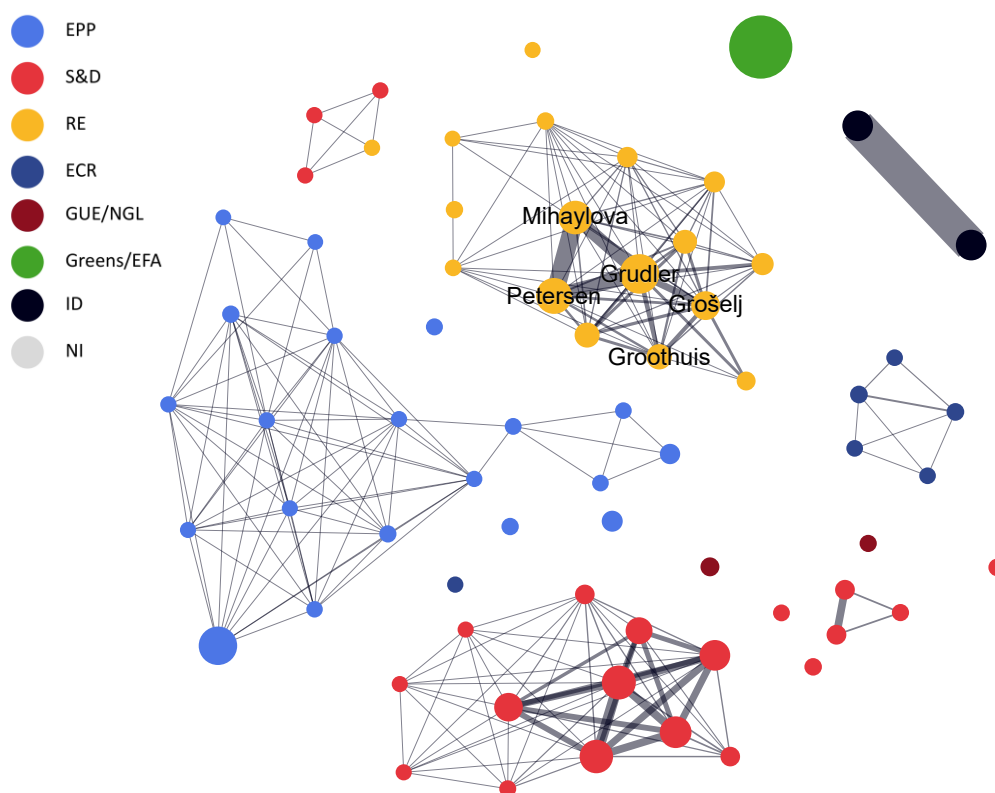 EPP
S&D
RE
ECR
GUE/NGL
Greens/EFA
ID
NI
Mihaylova
Grudler
Petersen
Grošelj
Groothuis